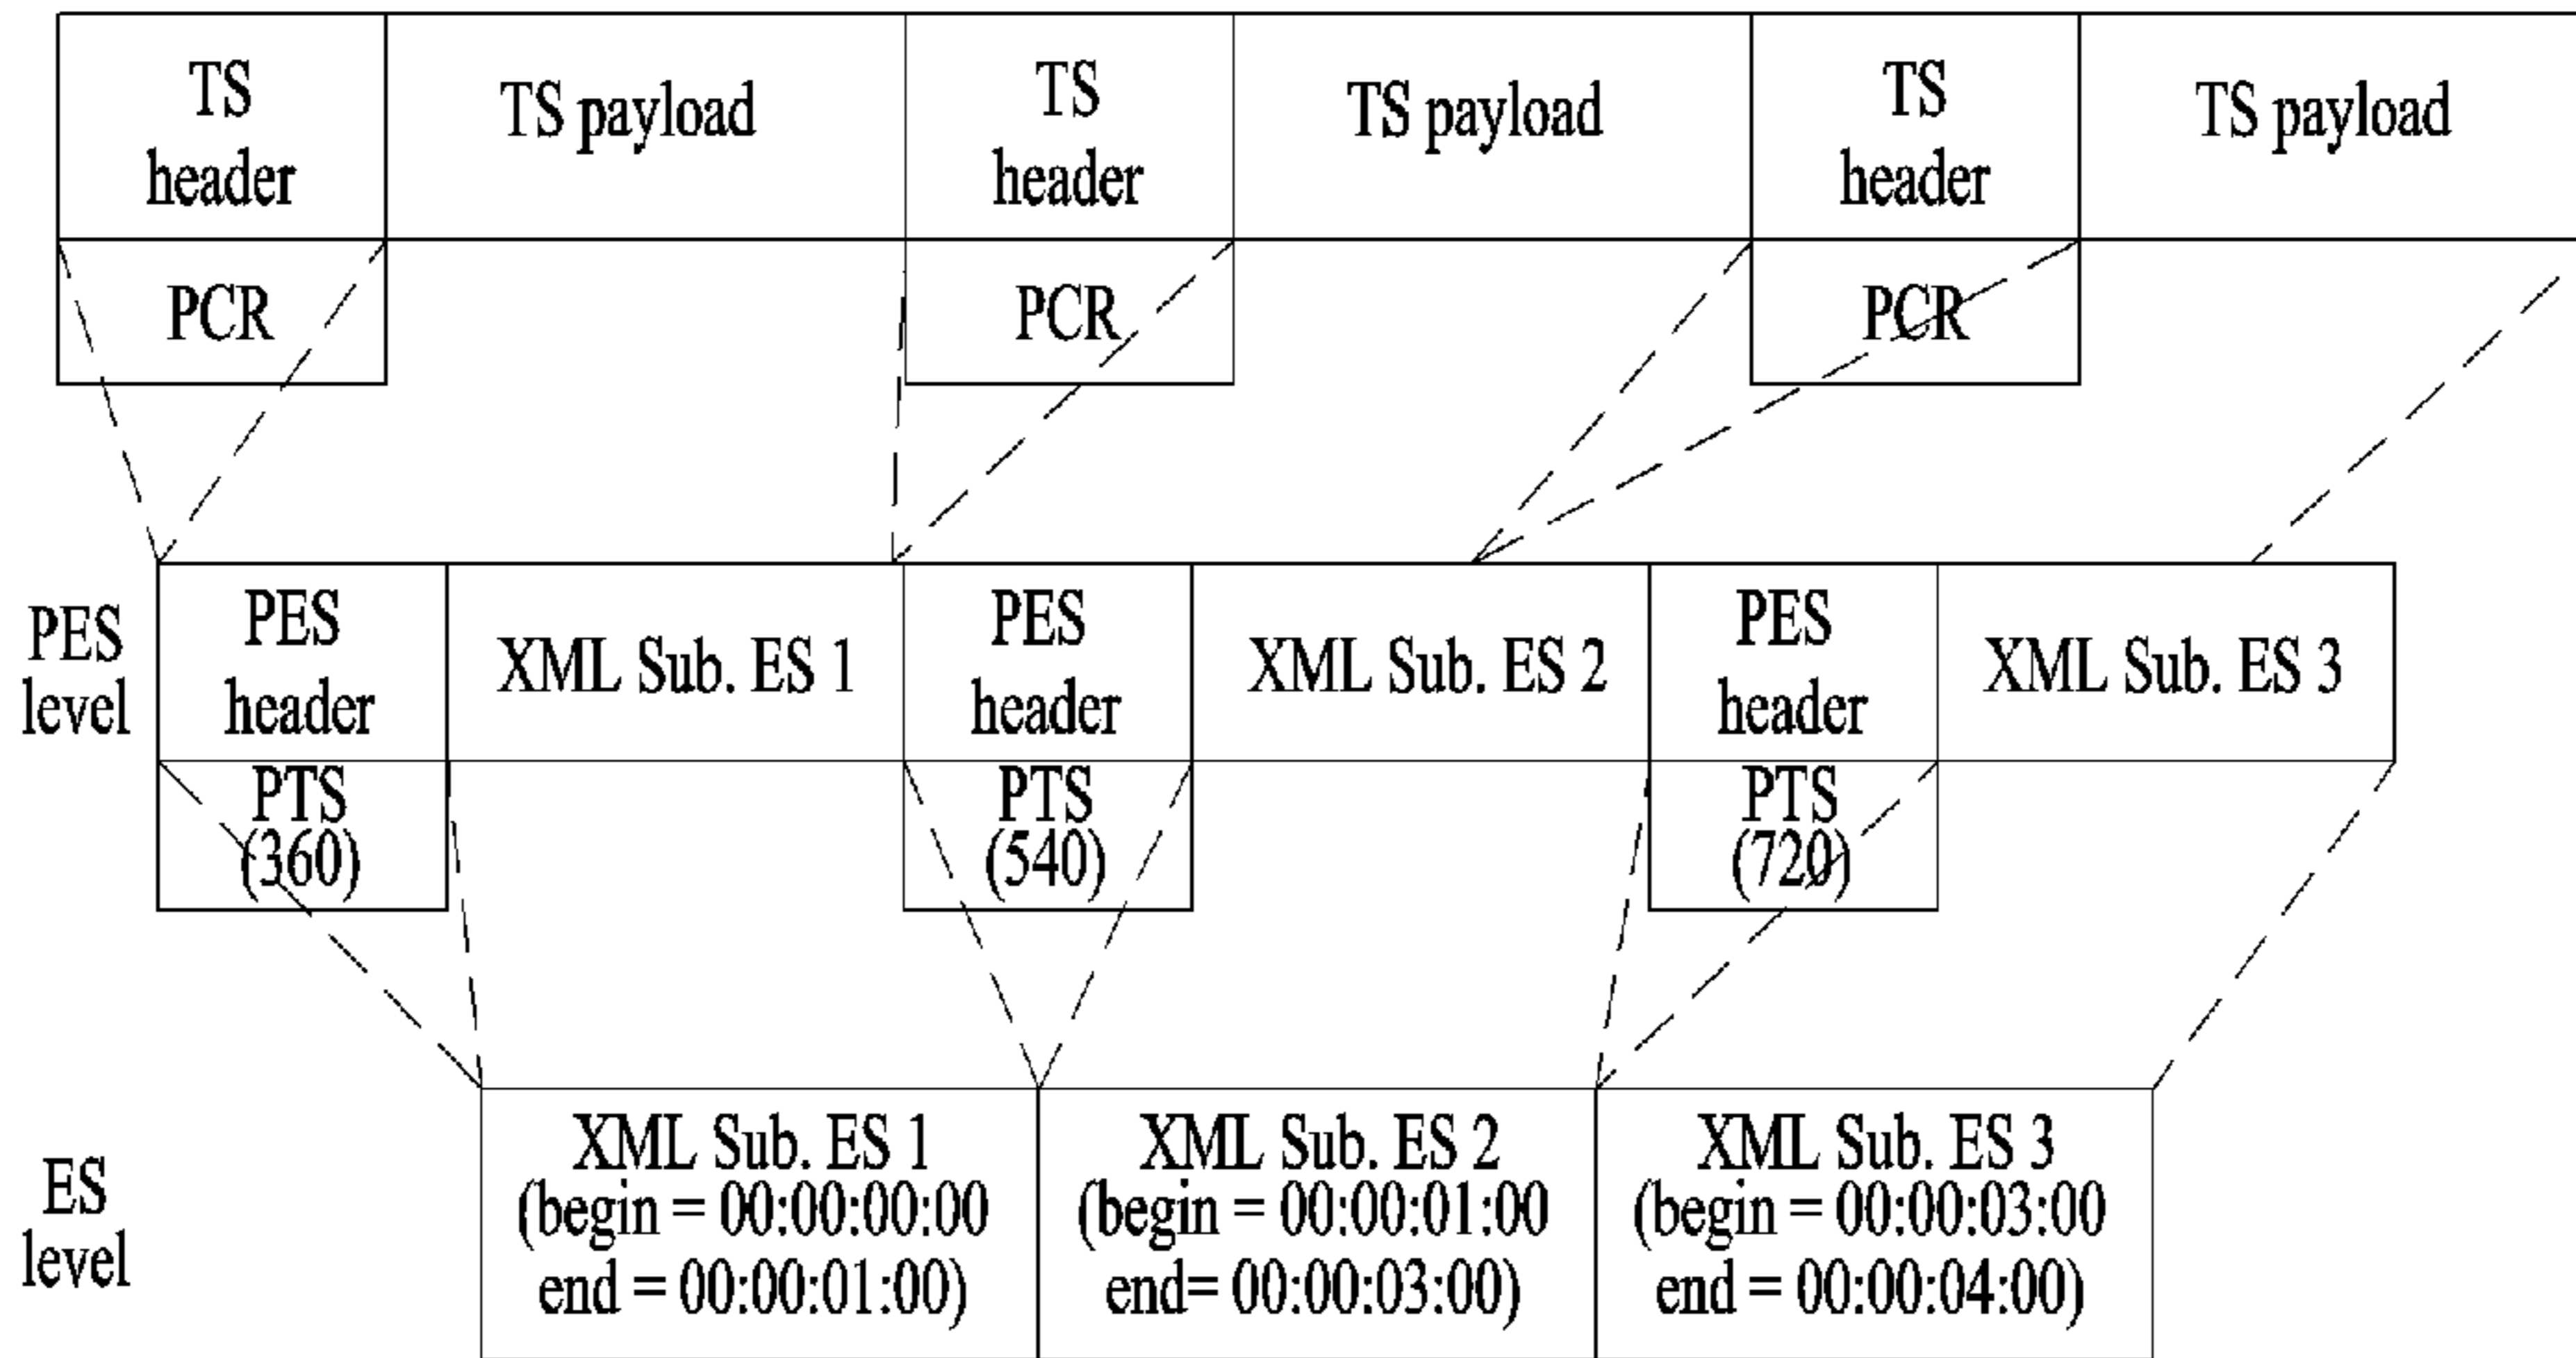 TS
header
TS payload
TS
header
TS payload
TS
header
TS payload
PCR
PCR
PCR
PES
level
PES
header
XML Sub. ES 1
PES
header
XML Sub. ES 2
PES
header
XML Sub. ES 3
PTS
(360)
PTS
(540)
PTS
(720)
ES
level
XML Sub. ES 1
(begin = 00:00:00:00
end = 00:00:01:00)
XML Sub. ES 2
(begin = 00:00:01:00
end= 00:00:03:00)
XML Sub. ES 3
(begin = 00:00:03:00
end = 00:00:04:00)